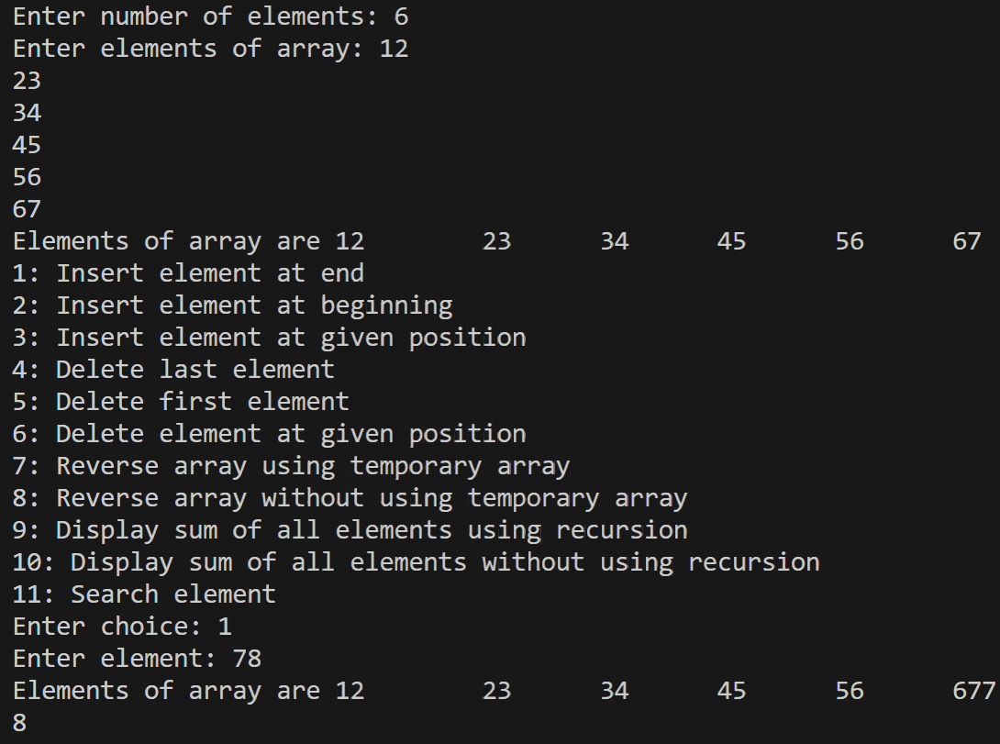 Enter number of elements: 6
Enter elements of array: 12
23
34
45
56
67
Elements of array are 12        23      34      45      56      67
1: Insert element at end
2: Insert element at beginning
3: Insert element at given position
4: Delete last element
5: Delete first element
6: Delete element at given position
7: Reverse array using temporary array
8: Reverse array without using temporary array
9: Display sum of all elements using recursion
10: Display sum of all elements without using recursion
11: Search element
Enter choice: 1
Enter element: 78
Elements of array are 12        23      34      45      56      677
8